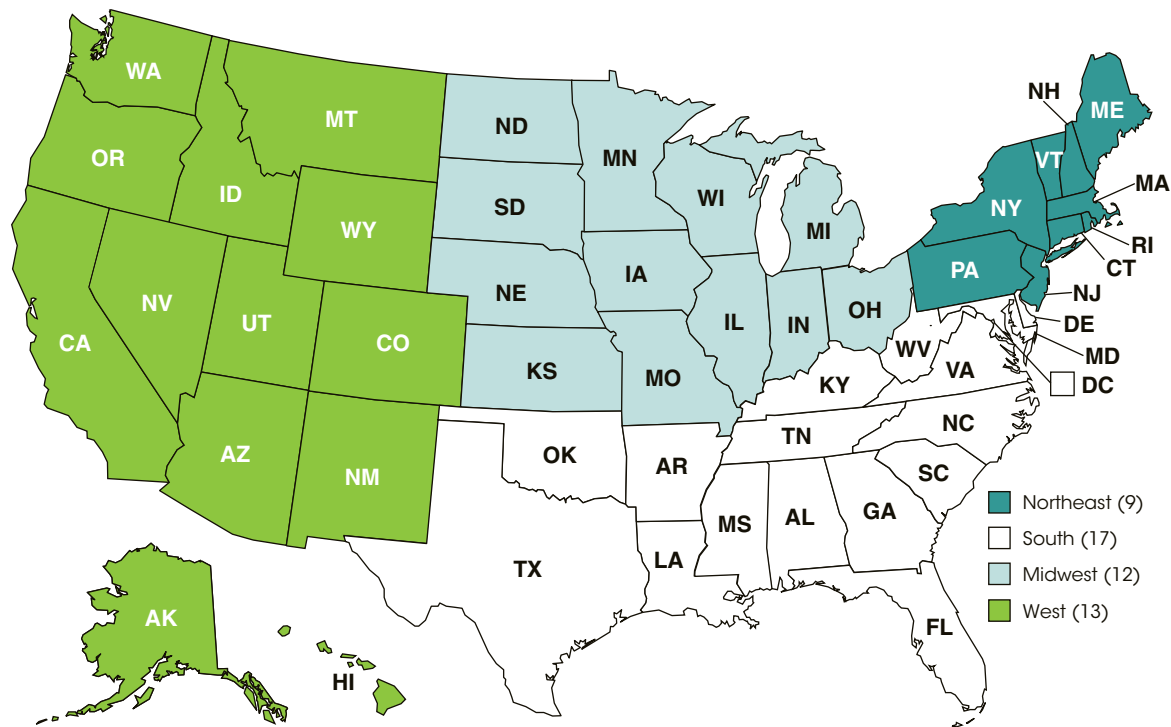 WA
MT
ND
MN
NH
ME
OR
ID
SD
WI
VT
MA
WY
MI
NY
RI
NV
UT
NE
IA
PA
CT
CA
CO
IL
IN
OH
NJ
DE
KS
MO
WV
MD
KY
VA
DC
AZ
NM
OK
AR
TN
NC
SC
TX
LA
MS
AL
GA
FL
AK
HI
Northeast (9)
South (17)
Midwest (12)
West (13)